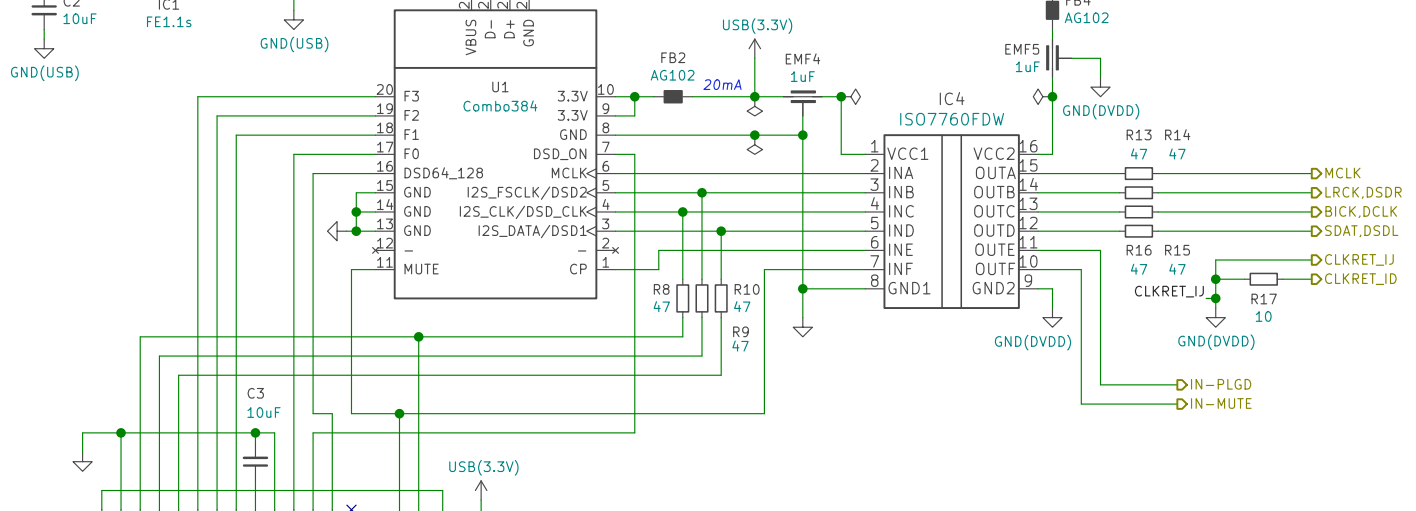 C2
10uF
GND(USB)
IC1
FE1.1s
GND(USB)
VBUS
D-
D+
GND
U1
Combo384
20 F3
19 F2
18 F1
17 F0
16 DSD64_128
15 GND
14 GND
13 GND
12 -
11 MUTE
3.3V 10
3.3V 9
GND 8
DSD_ON 7
MCLK 6
I2S_FSCLK/DSD2 5
I2S_CLK/DSD_CLK 4
I2S_DATA/DSD1 3
- 2
CP 1
FB2
AG102
20mA
USB(3.3V)
EMF4
1uF
FB4
AG102
EMF5
1uF
GND(DVDD)
IC4
ISO7760FDW
1 VCC1
2 INA
3 INB
4 INC
5 IND
6 INE
7 INF
8 GND1
VCC2 16
OUTA 15
OUTB 14
OUTC 13
OUTD 12
OUTE 11
OUTF 10
GND2 9
GND(DVDD)
R13 R14
47 47
R16 R15
47 47
MCLK
LRCK,DSDR
BICK,DCLK
SDAT,DSDL
CLKRET_IJ
CLKRET_ID
CLKRET_IJ
R17
10
GND(DVDD)
R8
47
R10
47
R9
47
IN-PLGD
IN-MUTE
C3
10uF
USB(3.3V)